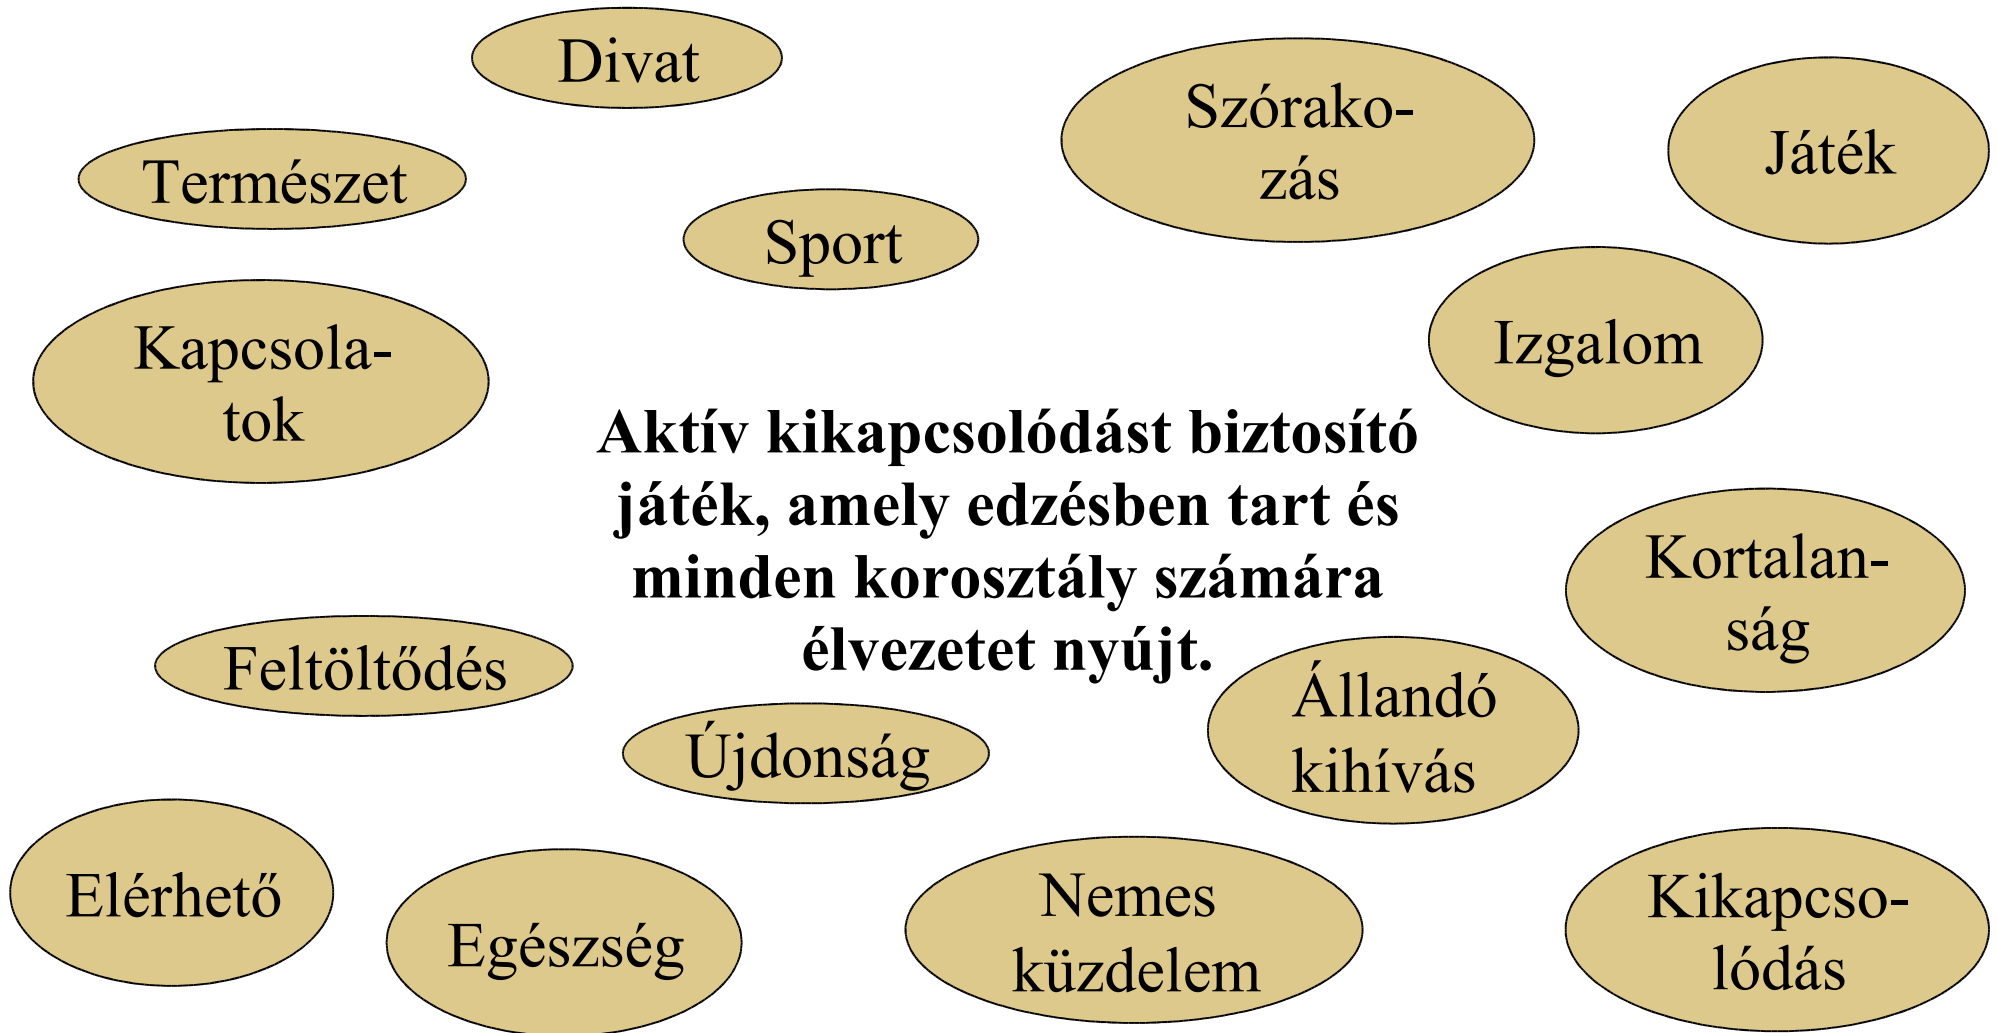 Divat
Szórako-
zás
Játék
Természet
Sport
Kapcsola-
tok
Izgalom
Aktív kikapcsolódást biztosító
játék, amely edzésben tart és
minden korosztály számára
élvezetet nyújt.
Kortalan-
ság
Feltöltődés
Újdonság
Állandó
kihívás
Elérhető
Egészség
Nemes
küzdelem
Kikapcso-
lódás